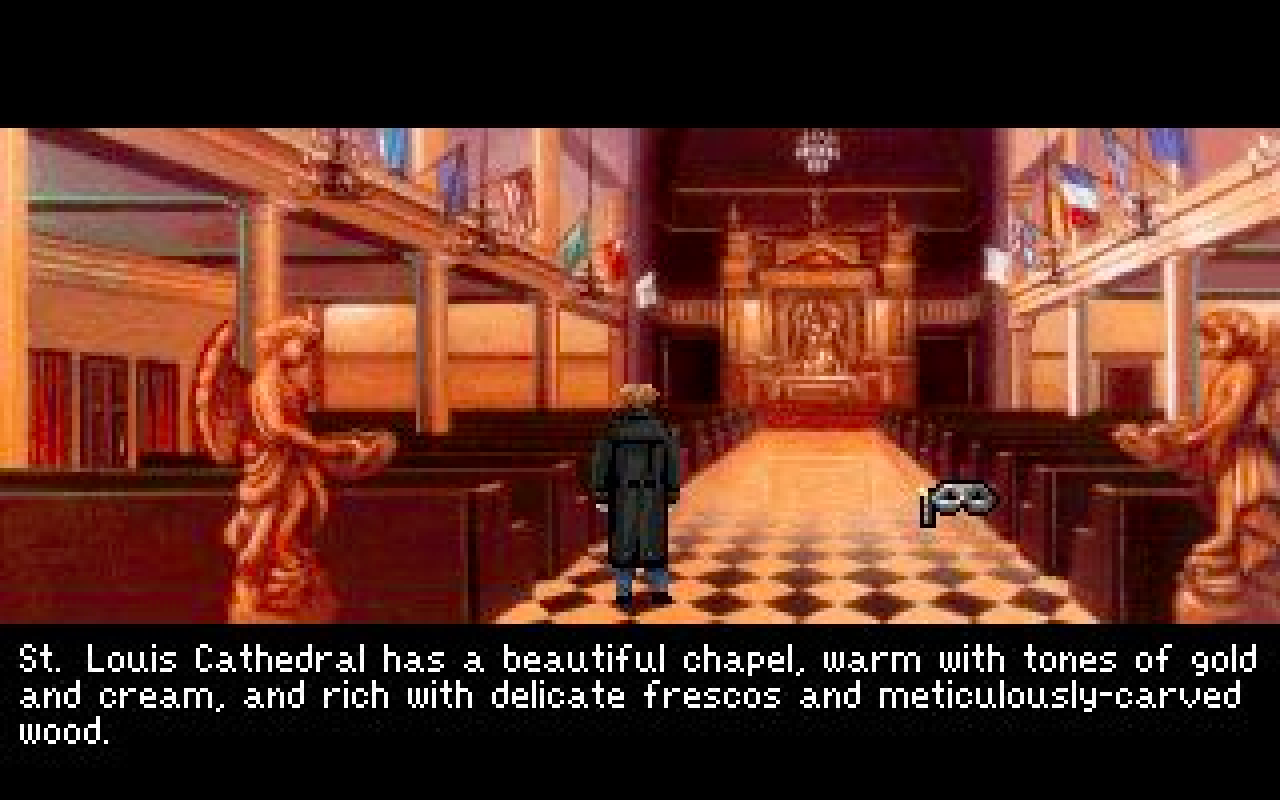 St. Louis Cathedral has a beautiful chapel, warm with tones of gold
and cream, and rich with delicate frescos and meticulously-carved
wood.